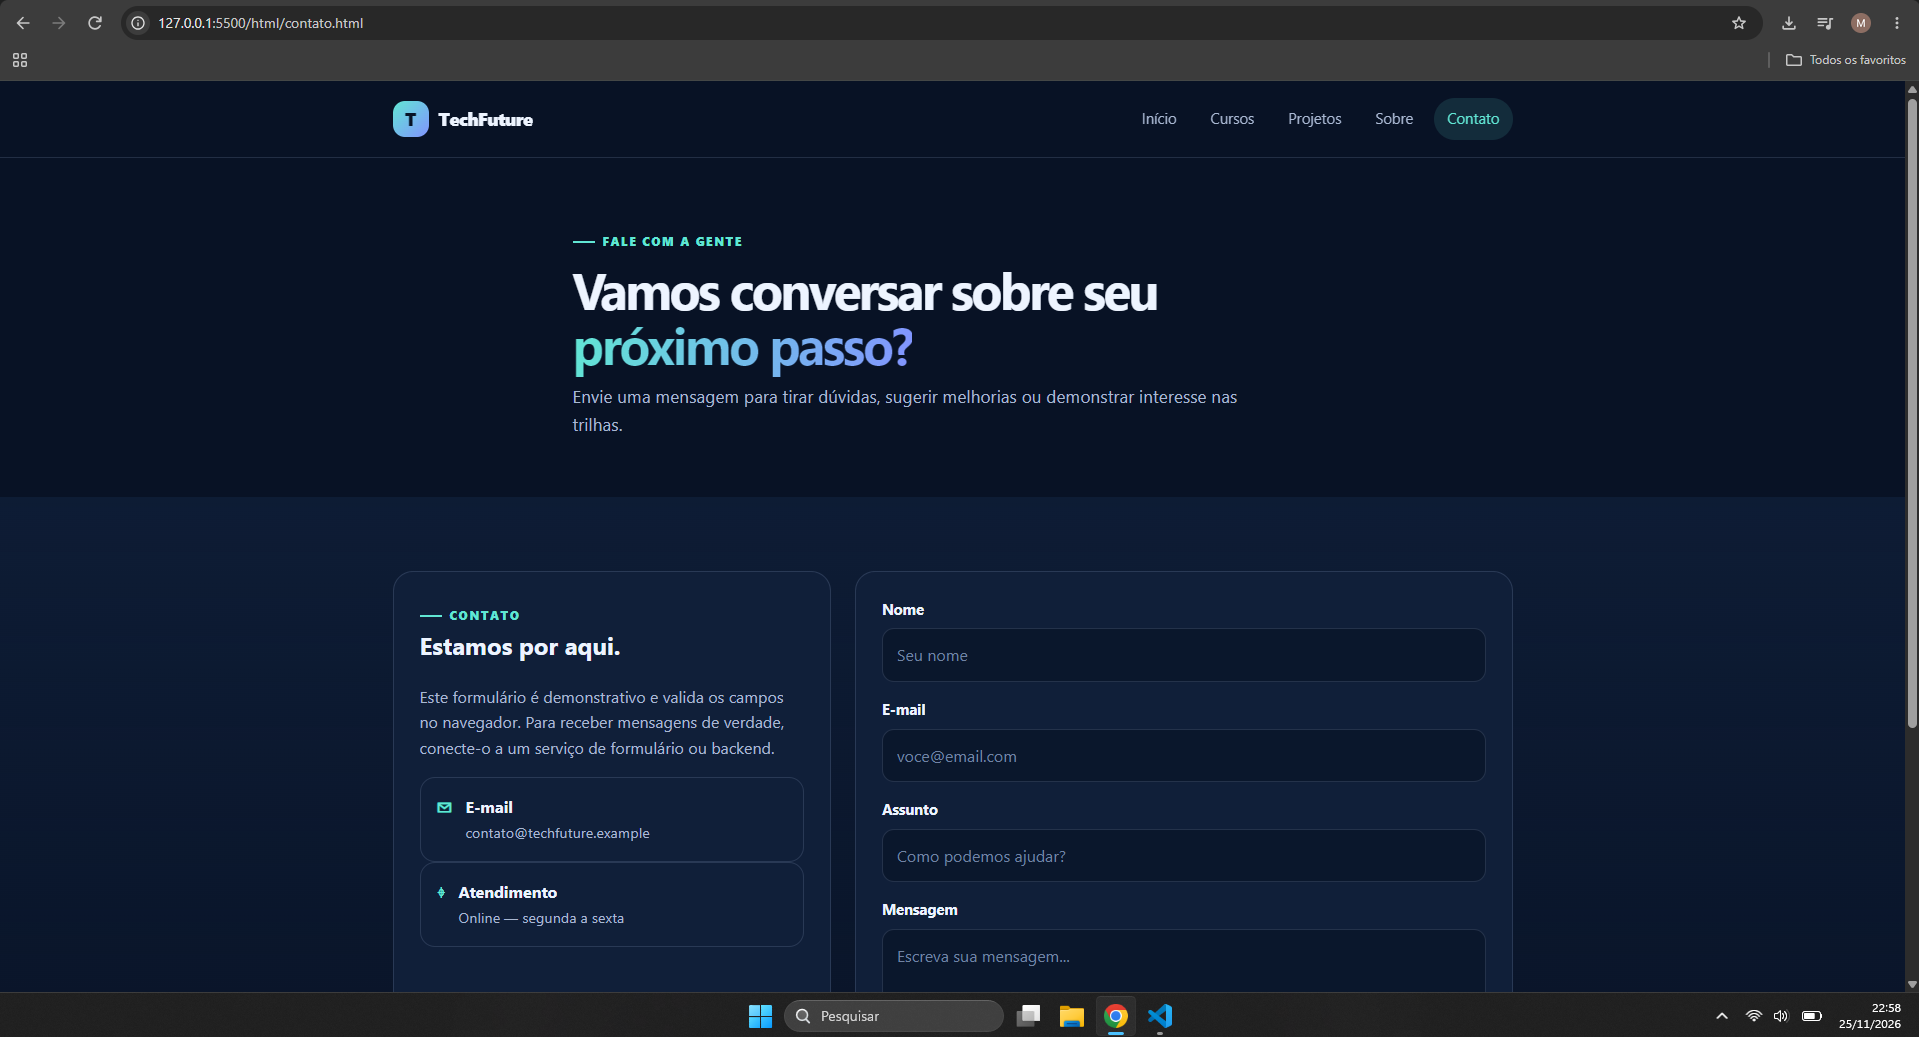 127.0.0.1:5500/html/contato.html
M
Todos os favoritos
T TechFuture
Início Cursos Projetos Sobre Contato
FALE COM A GENTE
Vamos conversar sobre seu
próximo passo?
Envie uma mensagem para tirar dúvidas, sugerir melhorias ou demonstrar interesse nas
trilhas.
CONTATO
Estamos por aqui.
Este formulário é demonstrativo e valida os campos
no navegador. Para receber mensagens de verdade,
conecte-o a um serviço de formulário ou backend.
E-mail
contato@techfuture.example
Atendimento
Online — segunda a sexta
Nome
Seu nome
E-mail
voce@email.com
Assunto
Como podemos ajudar?
Mensagem
Escreva sua mensagem...
Pesquisar
22:58
25/11/2026